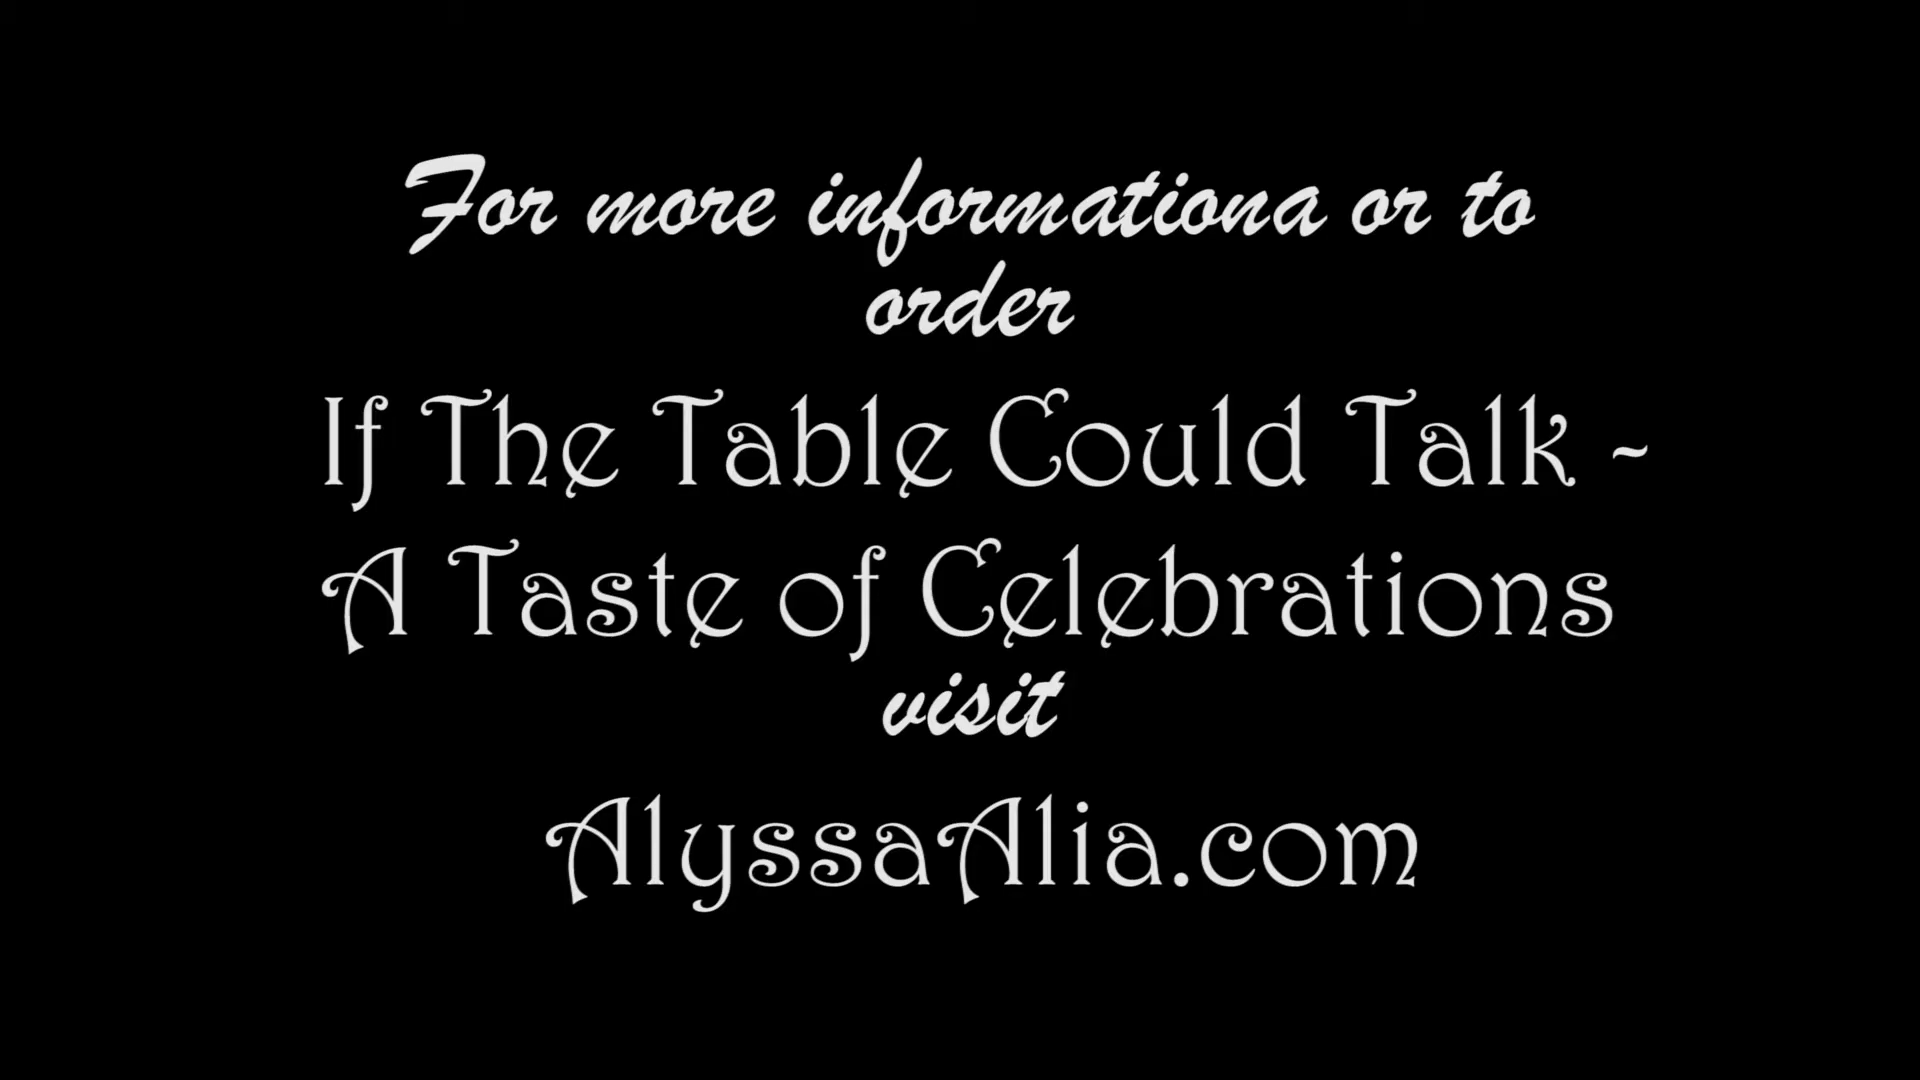 For more informationa or to
order
If The Table Could Talk -
A Taste of Celebrations
visit
AlyssaAlia.com